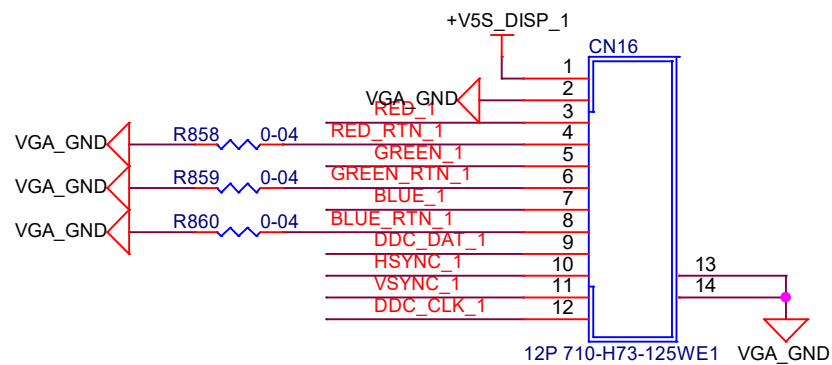 +V5S_DISP_1
CN16
1
VGA_GND 2
RED_1 3
VGA_GND R858 0-04 RED_RTN_1 4
GREEN_1 5
VGA_GND R859 0-04 GREEN_RTN_1 6
BLUE_1 7
VGA_GND R860 0-04 BLUE_RTN_1 8
DDC_DAT_1 9
HSYNC_1 10 13
VSYNC_1 11 14
DDC_CLK_1 12
12P 710-H73-125WE1 VGA_GND